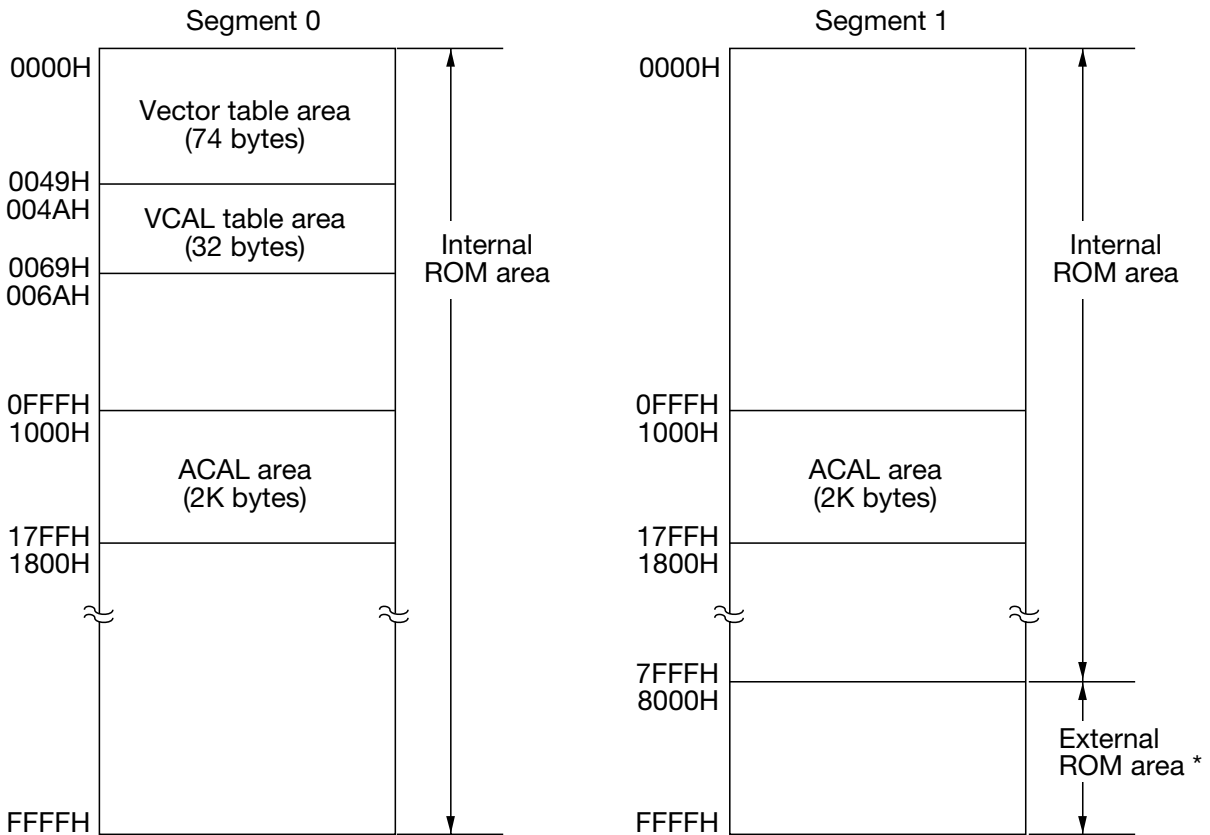 Segment 0
0000H
Vector table area
(74 bytes)
0049H
004AH
VCAL table area
(32 bytes)
0069H
006AH
0FFFH
1000H
ACAL area
(2K bytes)
17FFH
1800H
FFFFH
Internal
ROM area
Segment 1
0000H
0FFFH
1000H
ACAL area
(2K bytes)
17FFH
1800H
7FFFH
8000H
FFFFH
Internal
ROM area
External
ROM area *